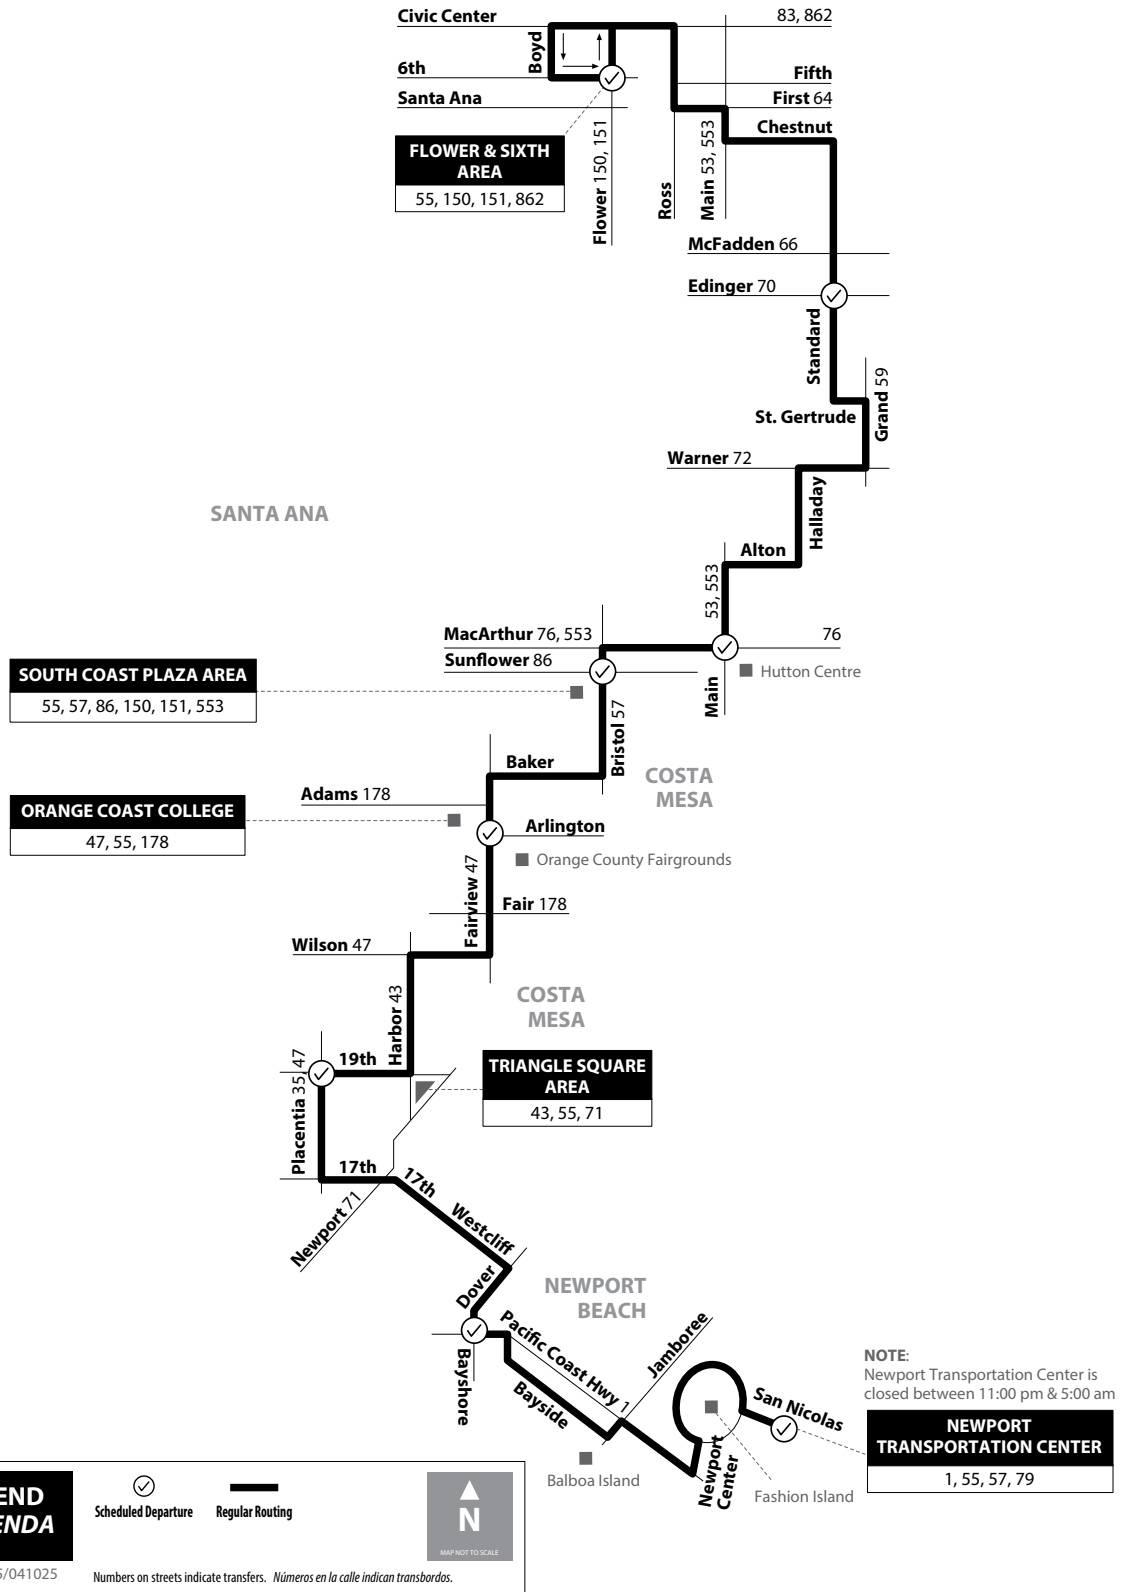 Civic Center
83, 862
Boyd
6th
Fifth
Santa Ana
First 64
Chestnut
FLOWER & SIXTH
AREA
55, 150, 151, 862
Flower 150, 151
Ross
Main 53, 553
McFadden 66
Edinger 70
Standard
St. Gertrude
Grand 59
Warner 72
Halladay
SANTA ANA
Alton
53, 553
MacArthur 76, 553
76
Sunflower 86
Hutton Centre
Main
SOUTH COAST PLAZA AREA
55, 57, 86, 150, 151, 553
Bristol 57
Baker
COSTA
MESA
Adams 178
ORANGE COAST COLLEGE
47, 55, 178
Arlington
Orange County Fairgrounds
Fairview 47
Fair 178
Wilson 47
Harbor 43
COSTA
MESA
19th
Placentia 35, 47
TRIANGLE SQUARE
AREA
43, 55, 71
17th
17th
Newport 71
Westcliff
Dover
NEWPORT
BEACH
Bayshore
Pacific Coast Hwy 1
Jamboree
Bayside
Balboa Island
Newport
Center
San Nicolas
Fashion Island
NOTE:
Newport Transportation Center is
closed between 11:00 pm & 5:00 am
NEWPORT
TRANSPORTATION CENTER
1, 55, 57, 79
END
ENDA
5/041025
Scheduled Departure
Regular Routing
N
MAP NOT TO SCALE
Numbers on streets indicate transfers. Números en la calle indican transbordos.